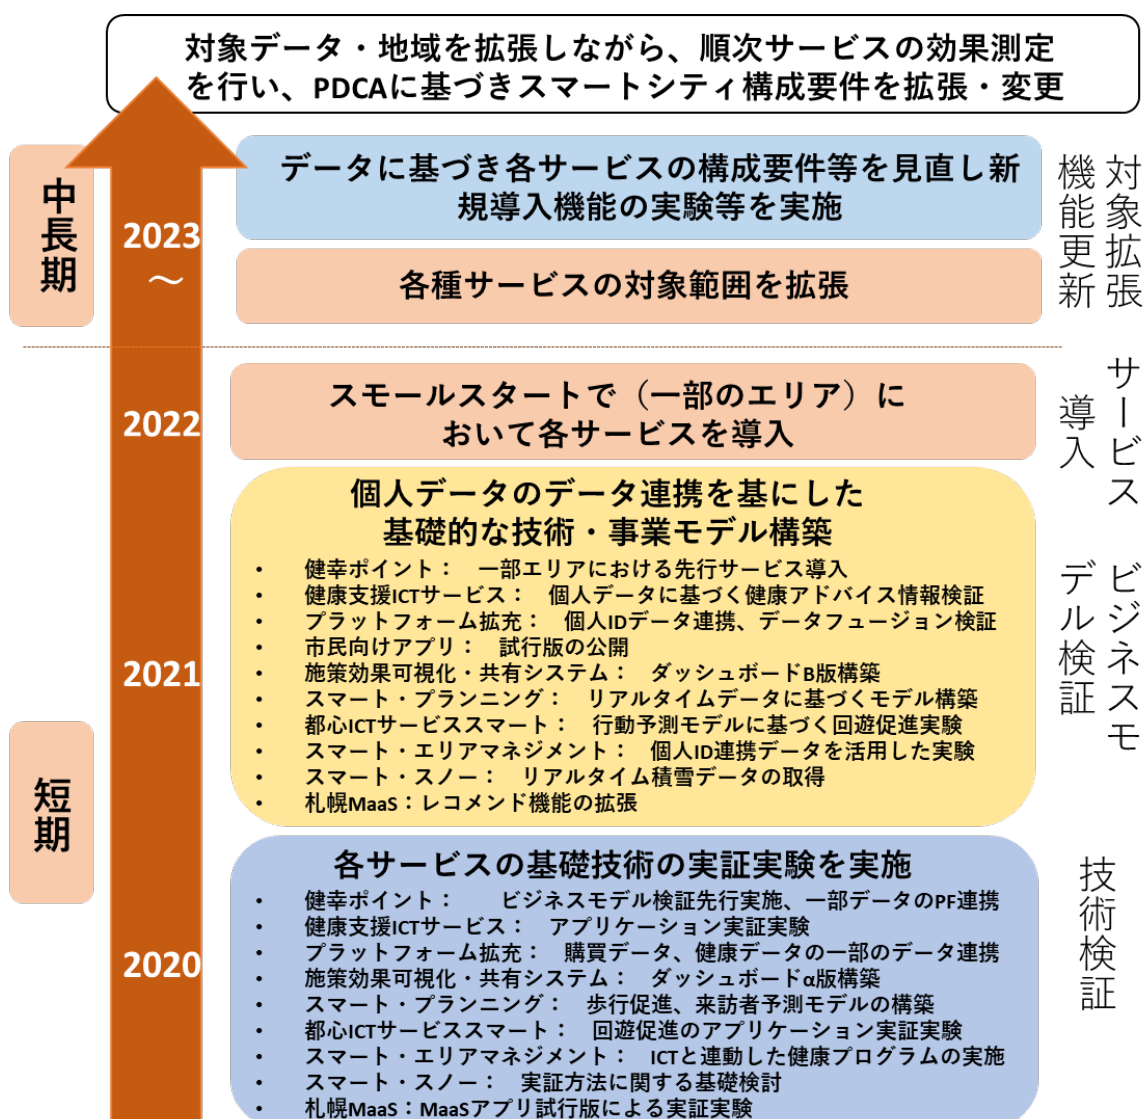 対象データ・地域を拡張しながら、順次サービスの効果測定
を行い、PDCAに基づきスマートシティ構成要件を拡張・変更
中長期
2023
～
データに基づき各サービスの構成要件等を見直し新
規導入機能の実験等を実施
各種サービスの対象範囲を拡張
対象拡張
機能更新
2022
スモールスタートで（一部のエリア）に
おいて各サービスを導入
サービス
導入
短期
2021
個人データのデータ連携を基にした
基礎的な技術・事業モデル構築
• 健幸ポイント：　一部エリアにおける先行サービス導入
• 健康支援ICTサービス：　個人データに基づく健康アドバイス情報検証
• プラットフォーム拡充：　個人IDデータ連携、データフュージョン検証
• 市民向けアプリ：　試行版の公開
• 施策効果可視化・共有システム：　ダッシュボードB版構築
• スマート・プランニング：　リアルタイムデータに基づくモデル構築
• 都心ICTサービススマート：　行動予測モデルに基づく回遊促進実験
• スマート・エリアマネジメント：　個人ID連携データを活用した実験
• スマート・スノー：　リアルタイム積雪データの取得
• 札幌MaaS：レコメンド機能の拡張
ビジネスモ
デル検証
2020
各サービスの基礎技術の実証実験を実施
• 健幸ポイント：　　ビジネスモデル検証先行実施、一部データのPF連携
• 健康支援ICTサービス：　アプリケーション実証実験
• プラットフォーム拡充：　購買データ、健康データの一部のデータ連携
• 施策効果可視化・共有システム：　ダッシュボードα版構築
• スマート・プランニング：　歩行促進、来訪者予測モデルの構築
• 都心ICTサービススマート：　回遊促進のアプリケーション実証実験
• スマート・エリアマネジメント：　ICTと連動した健康プログラムの実施
• スマート・スノー：　実証方法に関する基礎検討
• 札幌MaaS：MaaSアプリ試行版による実証実験
技術検証